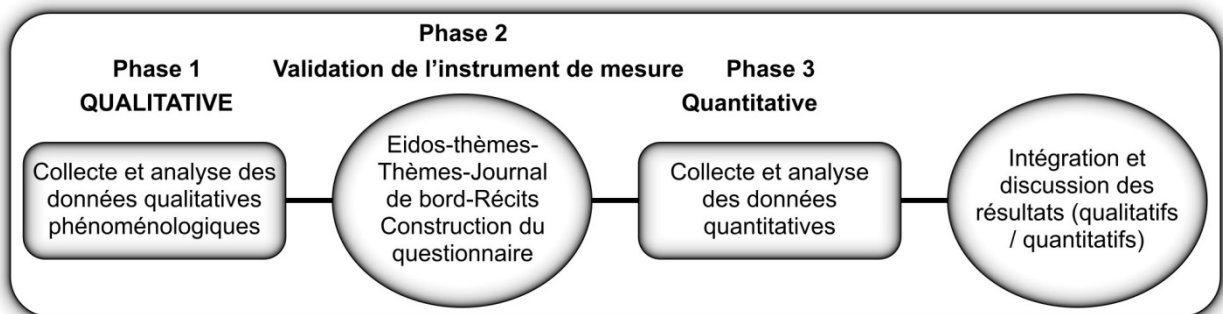 Phase 1
QUALITATIVE
Collecte et analyse des
données qualitatives
phénoménologiques
Phase 2
Validation de l’instrument de mesure
Eidos-thèmes-
Thèmes-Journal
de bord-Récits
Construction du
questionnaire
Phase 3
Quantitative
Collecte et analyse
des données
quantitatives
Intégration et
discussion des
résultats (qualitatifs
/ quantitatifs)